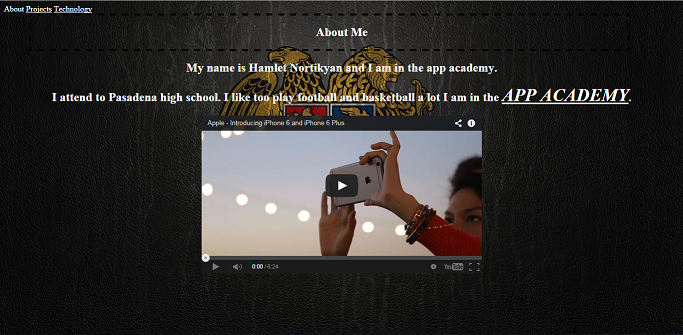 About Projects Technology
About Me
My name is Hamlet Nortikyan and I am in the app academy.
I attend to Pasadena high school. I like too play football and basketball a lot I am in the APP ACADEMY.
Apple - Introducing iPhone 6 and iPhone 6 Plus
0:00 / 6:24
YouTube